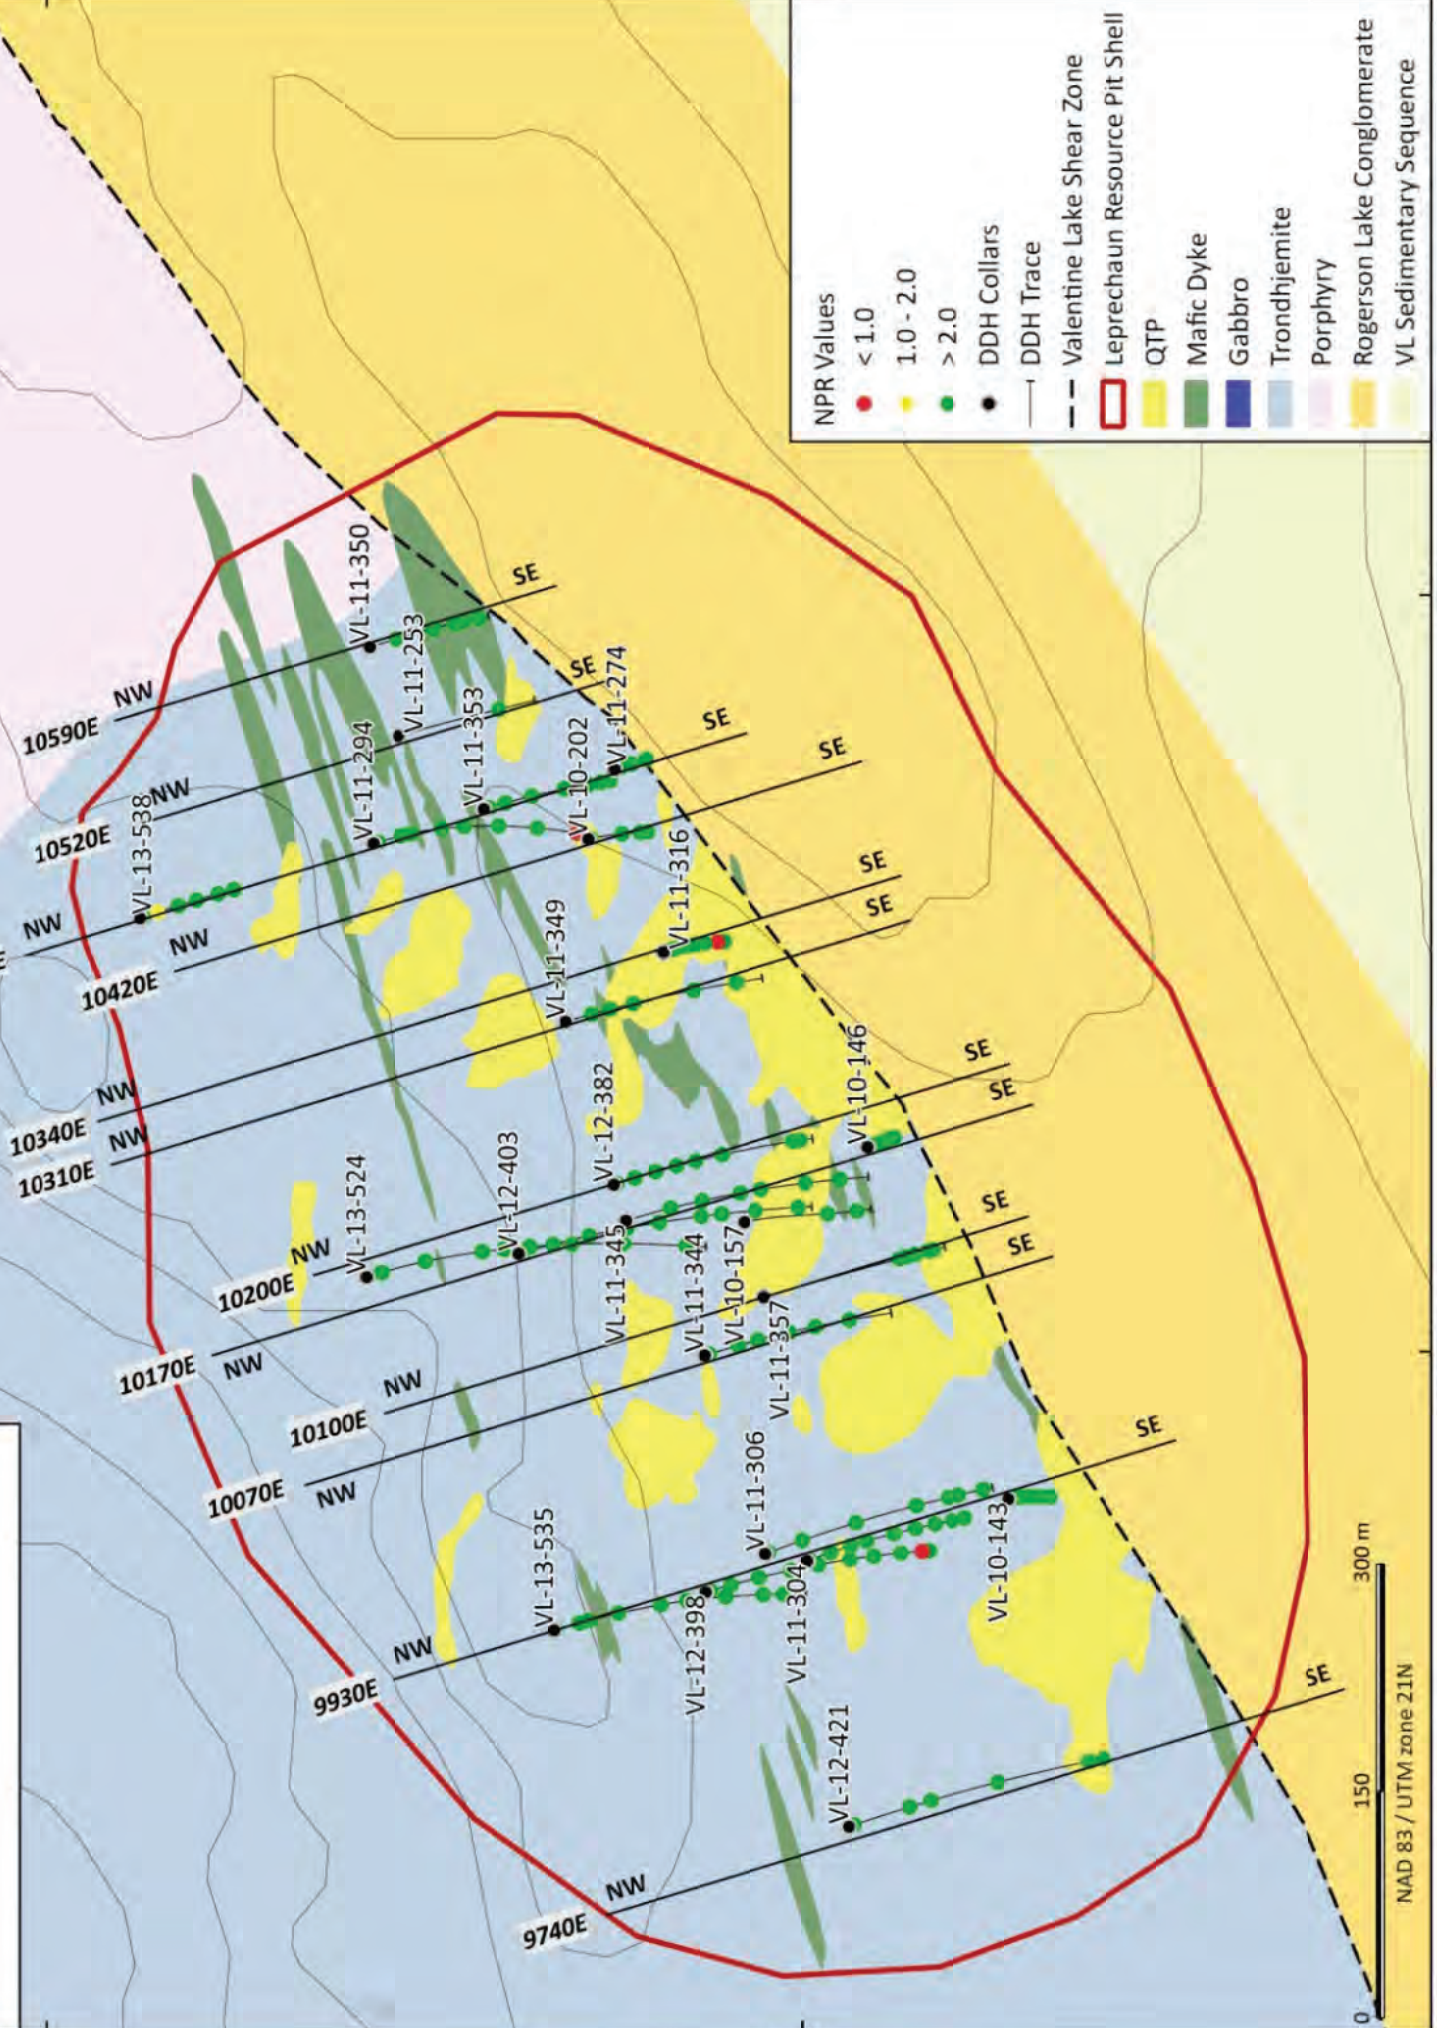 10590E
NW
SE
10520E
NW
SE
NW
SE
10420E
NW
SE
10340E
NW
SE
10310E
NW
SE
10200E
NW
SE
10170E
NW
SE
10100E
NW
SE
10070E
NW
SE
9930E
NW
SE
9740E
NW
SE
VL-11-350
VL-11-253
VL-11-294
VL-11-353
VL-11-274
VL-10-202
VL-13-538
VL-11-316
VL-11-349
VL-10-146
VL-12-382
VL-12-403
VL-13-524
VL-11-345
VL-11-344
VL-10-157
VL-11-357
VL-11-306
VL-13-535
VL-12-398
VL-11-304
VL-10-143
VL-12-421
NPR Values
< 1.0
1.0 - 2.0
> 2.0
DDH Collars
DDH Trace
Valentine Lake Shear Zone
Leprechaun Resource Pit Shell
QTP
Mafic Dyke
Gabbro
Trondhjemite
Porphyry
Rogerson Lake Conglomerate
VL Sedimentary Sequence
0 150 300 m
NAD 83 / UTM zone 21N